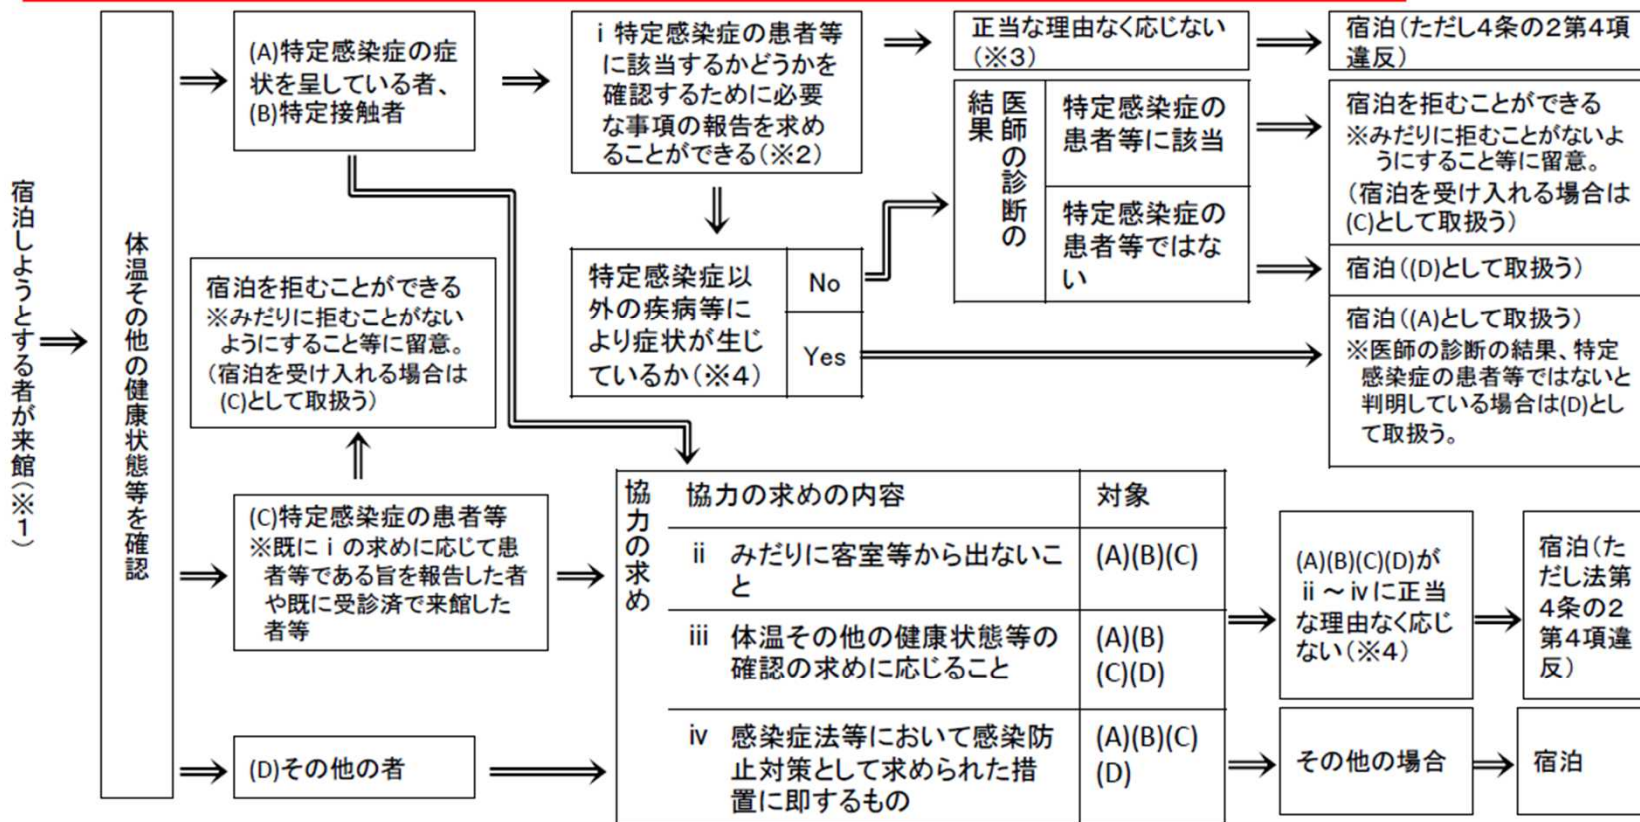 宿泊しようとする者が来館(※1)
体温その他の健康状態等を確認
(A)特定感染症の症
状を呈している者、
(B)特定接触者
ⅰ 特定感染症の患者等
に該当するかどうかを
確認するために必要
な事項の報告を求め
ることができる(※2)
正当な理由なく応じない
(※3)
宿泊(ただし4条の2第4項
違反)
特定感染症以
外の疾病等に
より症状が生じ
ているか(※4)
No
Yes
医師の診断の
結果
特定感染症の
患者等に該当
宿泊を拒むことができる
※みだりに拒むことがないよ
うにすること等に留意。
(宿泊を受け入れる場合は
(C)として取扱う)
特定感染症の
患者等ではな
い
宿泊((D)として取扱う)
宿泊((A)として取扱う)
※医師の診断の結果、特定
感染症の患者等ではないと
判明している場合は(D)とし
て取扱う。
宿泊を拒むことができる
※みだりに拒むことがない
ようにすること等に留意。
(宿泊を受け入れる場合は
(C)として取扱う)
(C)特定感染症の患者等
※既にⅰの求めに応じて患
者等である旨を報告した者
や既に受診済で来館した
者等
(D)その他の者
協力の求め
協力の求めの内容
対象
ⅱ みだりに客室等から出ないこ
と
(A)(B)(C)
ⅲ 体温その他の健康状態等の
確認の求めに応じること
(A)(B)
(C)(D)
ⅳ 感染症法等において感染防
止対策として求められた措
置に即するもの
(A)(B)(C)
(D)
(A)(B)(C)(D)が
ⅱ~ⅳに正当
な理由なく応じ
ない(※4)
宿泊(た
だし法第
4条の2
第4項違
反)
その他の場合
宿泊